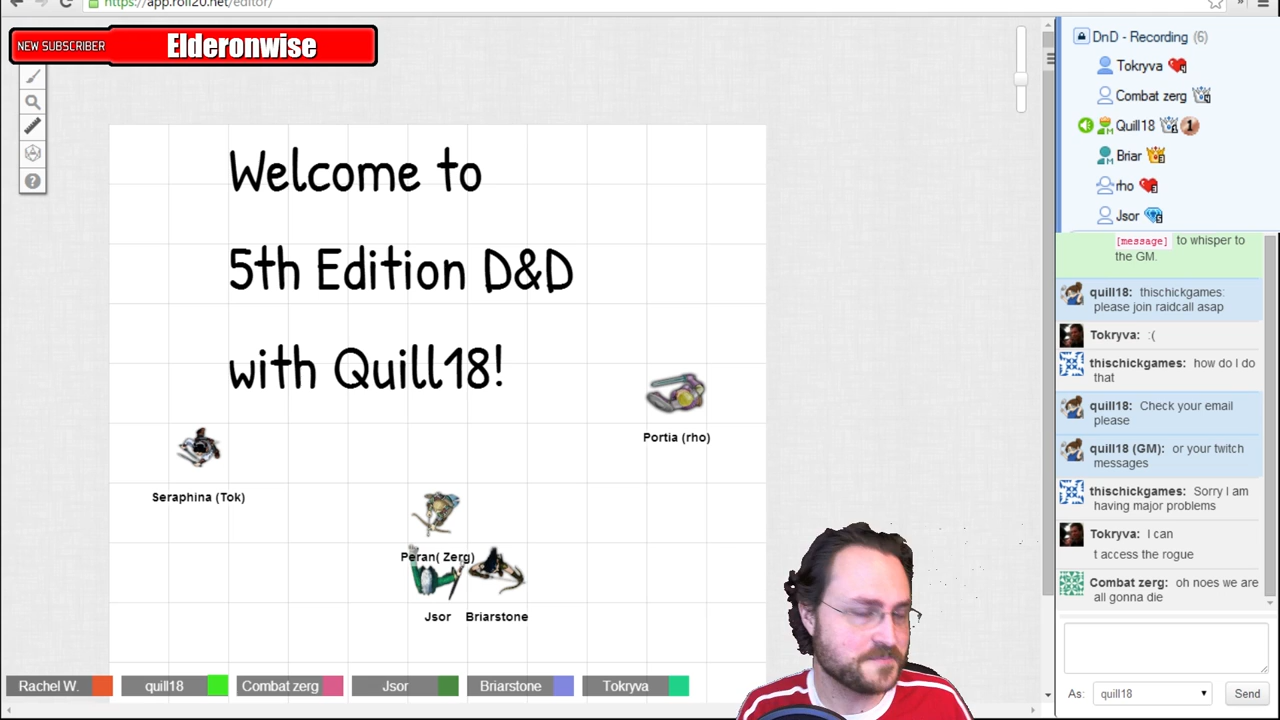 https://app.roll20.net/editor/
NEW SUBSCRIBER
Elderonwise
Welcome to
5th Edition D&D
with Quill18!
Portia (rho)
Seraphina (Tok)
Peran( Zerg)
Jsor
Briarstone
Rachel W.
quill18
Combat zerg
Jsor
Briarstone
Tokryva
DnD - Recording (6)
Tokryva
Combat zerg
Quill18
1
Briar
rho
Jsor
[message] to whisper to
the GM.
quill18: thischickgames:
please join raidcall asap
Tokryva: :(
thischickgames: how do I do
that
quill18: Check your email
please
quill18 (GM): or your twitch
messages
thischickgames: Sorry I am
having major problems
Tokryva: I can
t access the rogue
Combat zerg: oh noes we are
all gonna die
As:
quill18
Send